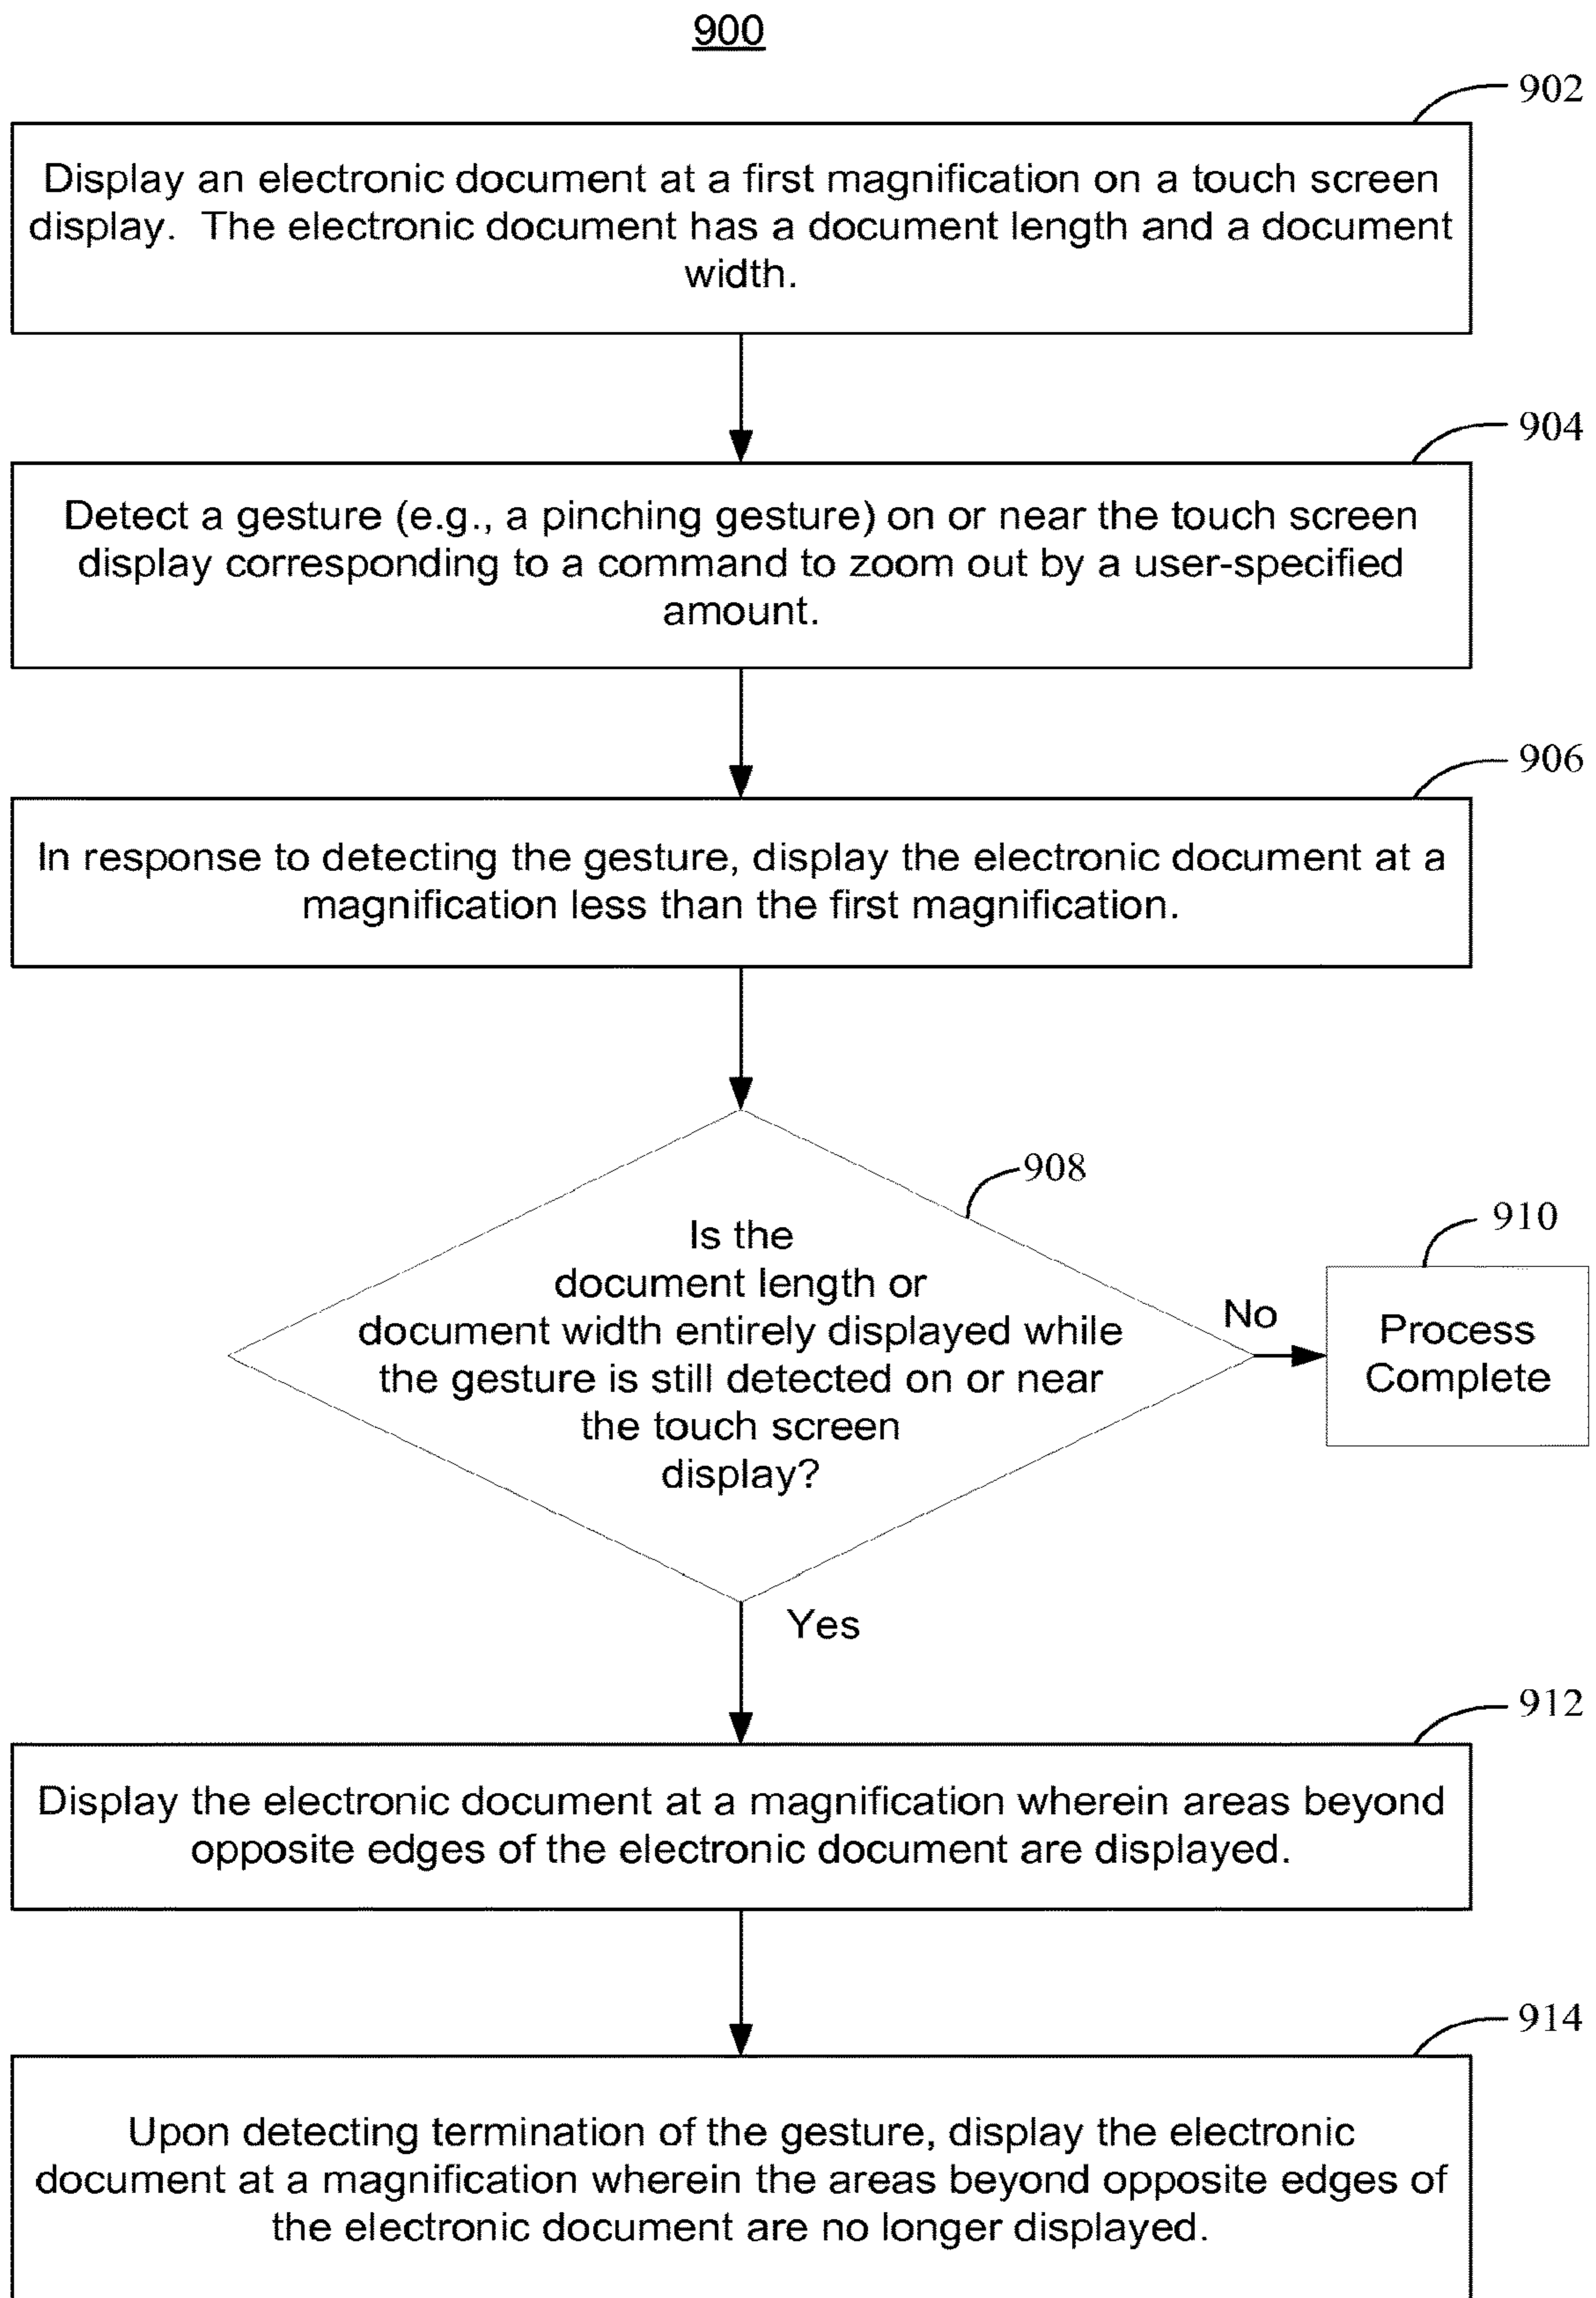 900
902
Display an electronic document at a first magnification on a touch screen
display.  The electronic document has a document length and a document
width.
904
Detect a gesture (e.g., a pinching gesture) on or near the touch screen
display corresponding to a command to zoom out by a user-specified
amount.
906
In response to detecting the gesture, display the electronic document at a
magnification less than the first magnification.
908
Is the
document length or
document width entirely displayed while
the gesture is still detected on or near
the touch screen
display?
No
910
Process
Complete
Yes
912
Display the electronic document at a magnification wherein areas beyond
opposite edges of the electronic document are displayed.
914
Upon detecting termination of the gesture, display the electronic
document at a magnification wherein the areas beyond opposite edges of
the electronic document are no longer displayed.